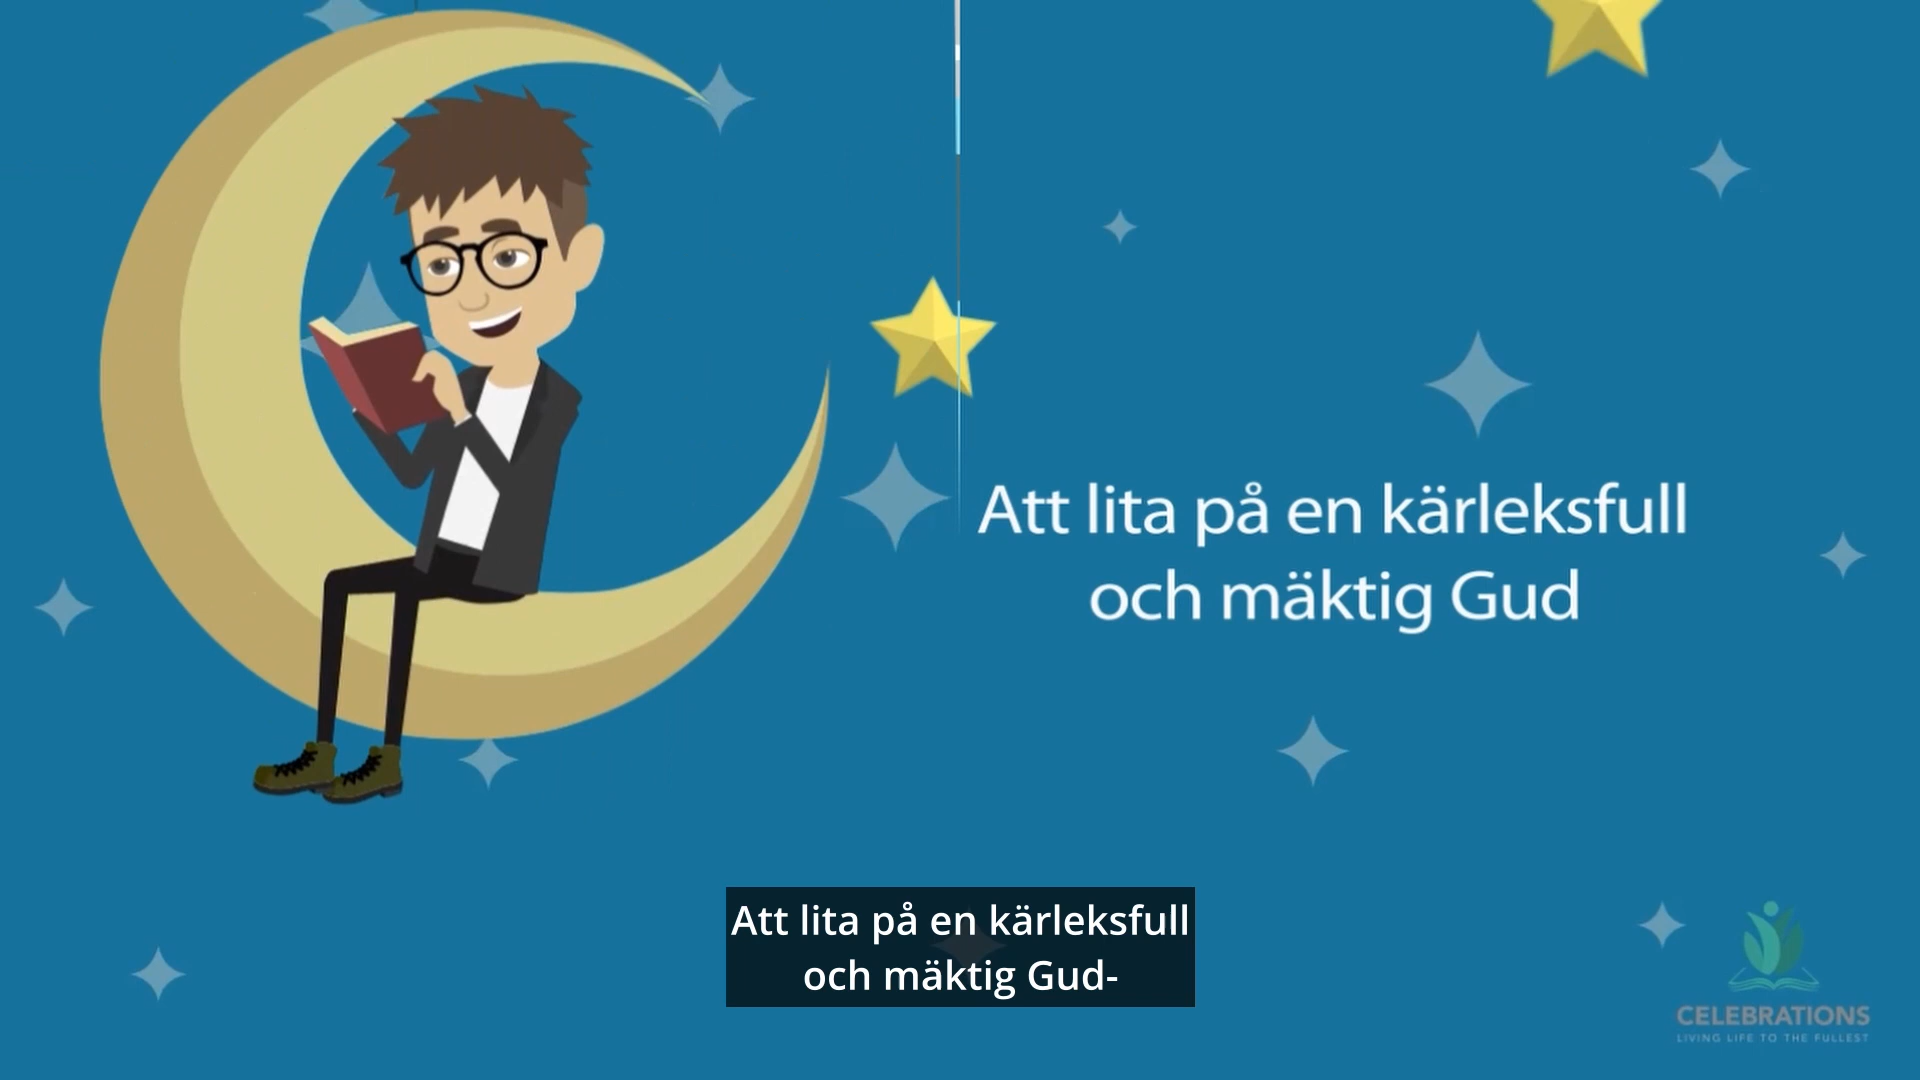 Att lita på en kärleksfull
och mäktig Gud
Att lita på en kärleksfull
och mäktig Gud-
CELEBRATIONS
LIVING LIFE TO THE FULLEST